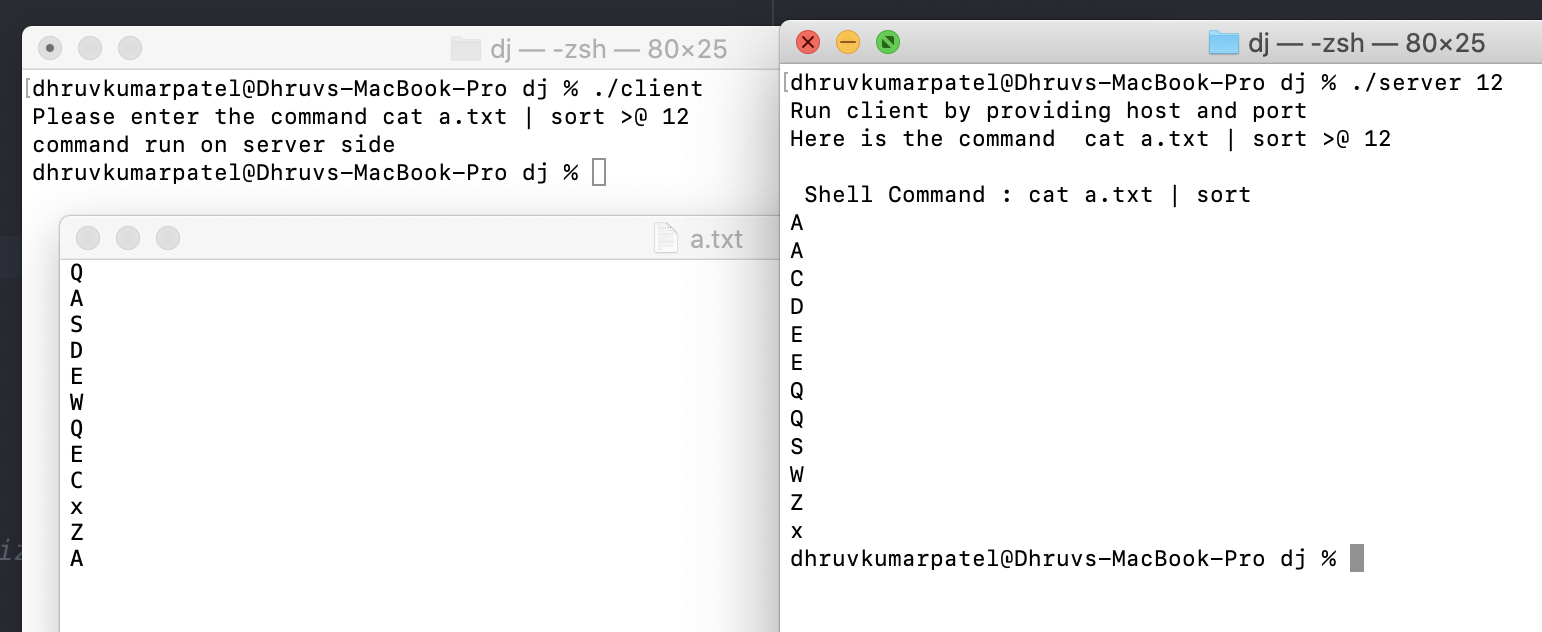 dj — -zsh — 80×25
dhruvkumarpatel@Dhruvs-MacBook-Pro dj % ./client
Please enter the command cat a.txt | sort >@ 12
command run on server side
dhruvkumarpatel@Dhruvs-MacBook-Pro dj %
a.txt
Q
A
S
D
E
W
Q
E
C
x
Z
A
iz
dj — -zsh — 80×25
dhruvkumarpatel@Dhruvs-MacBook-Pro dj % ./server 12
Run client by providing host and port
Here is the command  cat a.txt | sort >@ 12
 Shell Command : cat a.txt | sort
A
A
C
D
E
E
Q
Q
S
W
Z
x
dhruvkumarpatel@Dhruvs-MacBook-Pro dj %